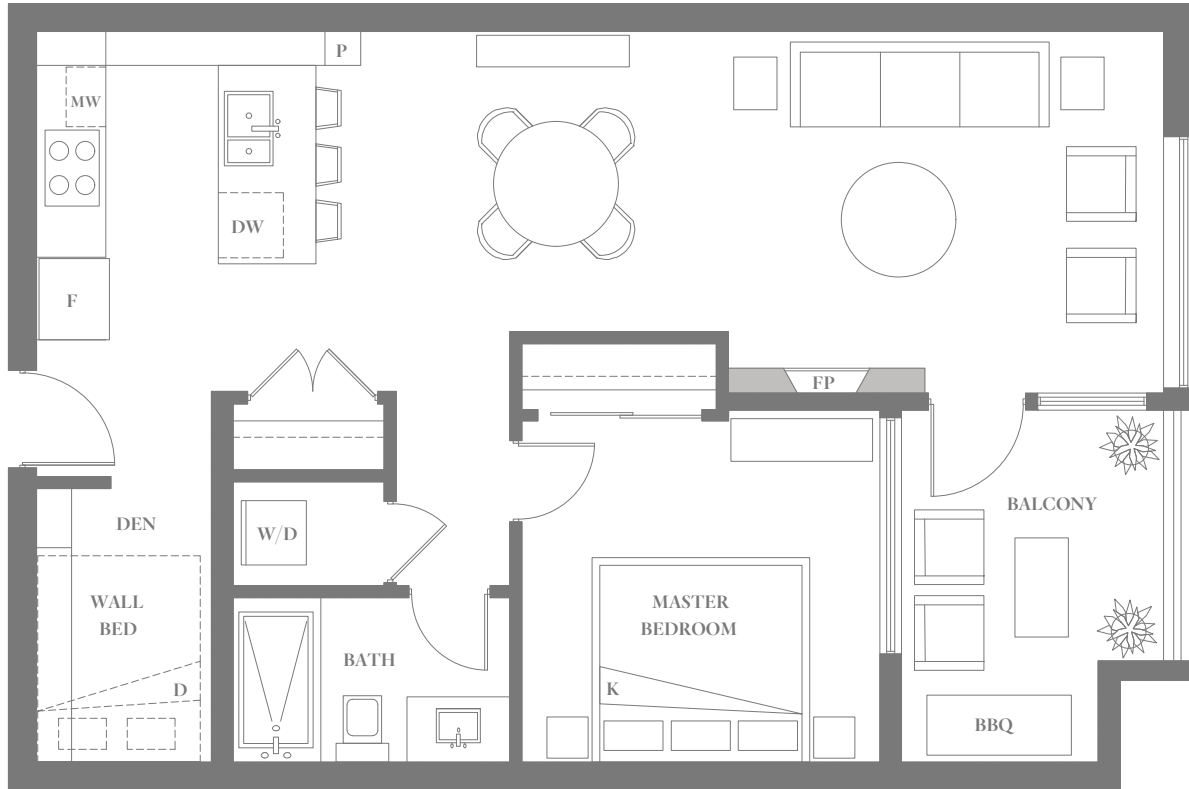 P
MW
DW
F
FP
W/D
DEN
WALL
BED
D
BATH
MASTER
BEDROOM
K
BALCONY
BBQ